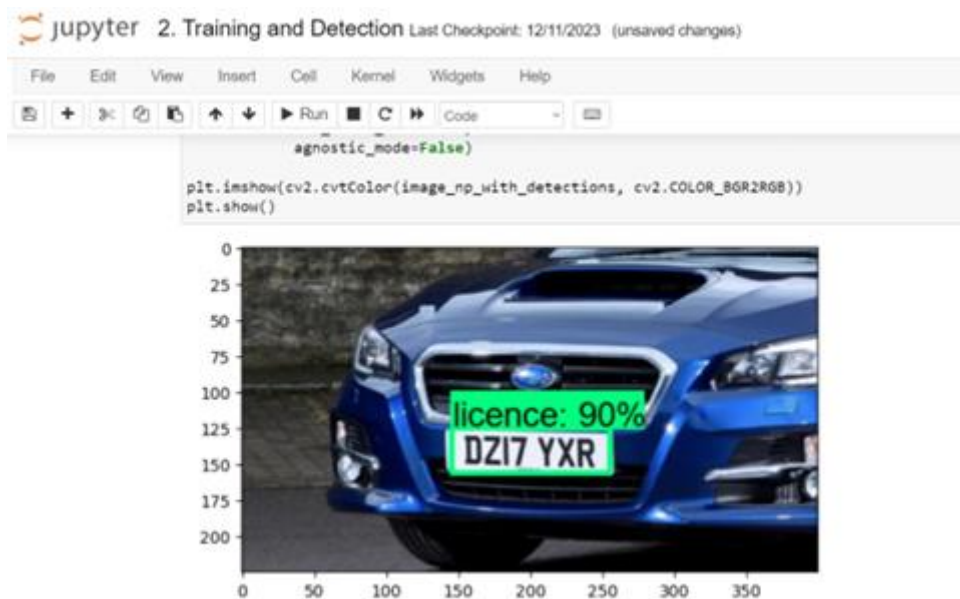 jupyter 2. Training and Detection Last Checkpoint: 12/11/2023 (unsaved changes)
File Edit View Insert Cell Kernel Widgets Help
Run Code
agnostic_mode=False)
plt.imshow(cv2.cvtColor(image_np_with_detections, cv2.COLOR_BGR2RGB))
plt.show()
0
25
50
75
100
licence: 90%
125
DZ17 YXR
150
175
200
0 50 100 150 200 250 300 350